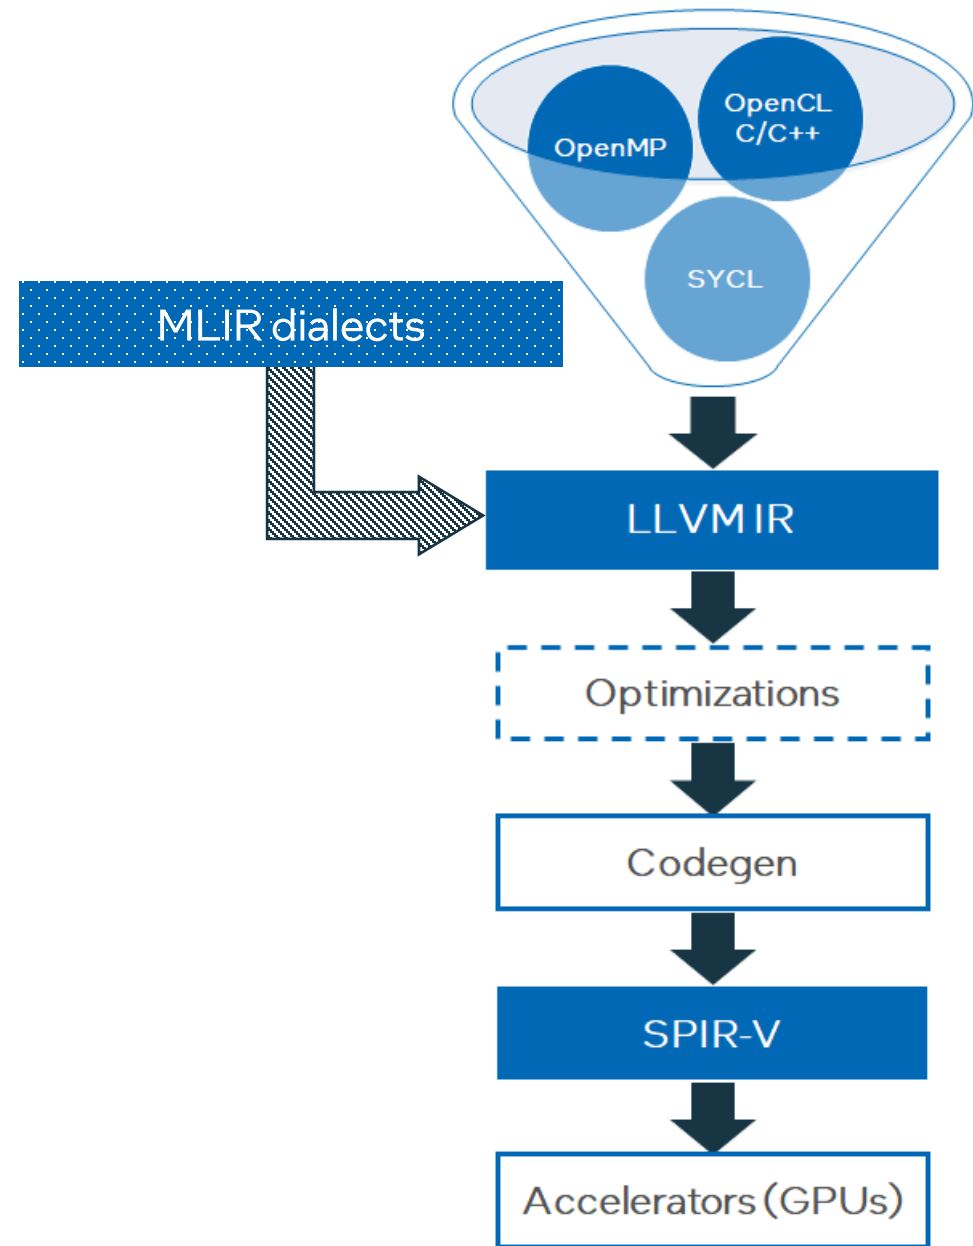 OpenCL
C/C++
OpenMP
SYCL
MLIR dialects
LLVM IR
Optimizations
Codegen
SPIR-V
Accelerators (GPUs)